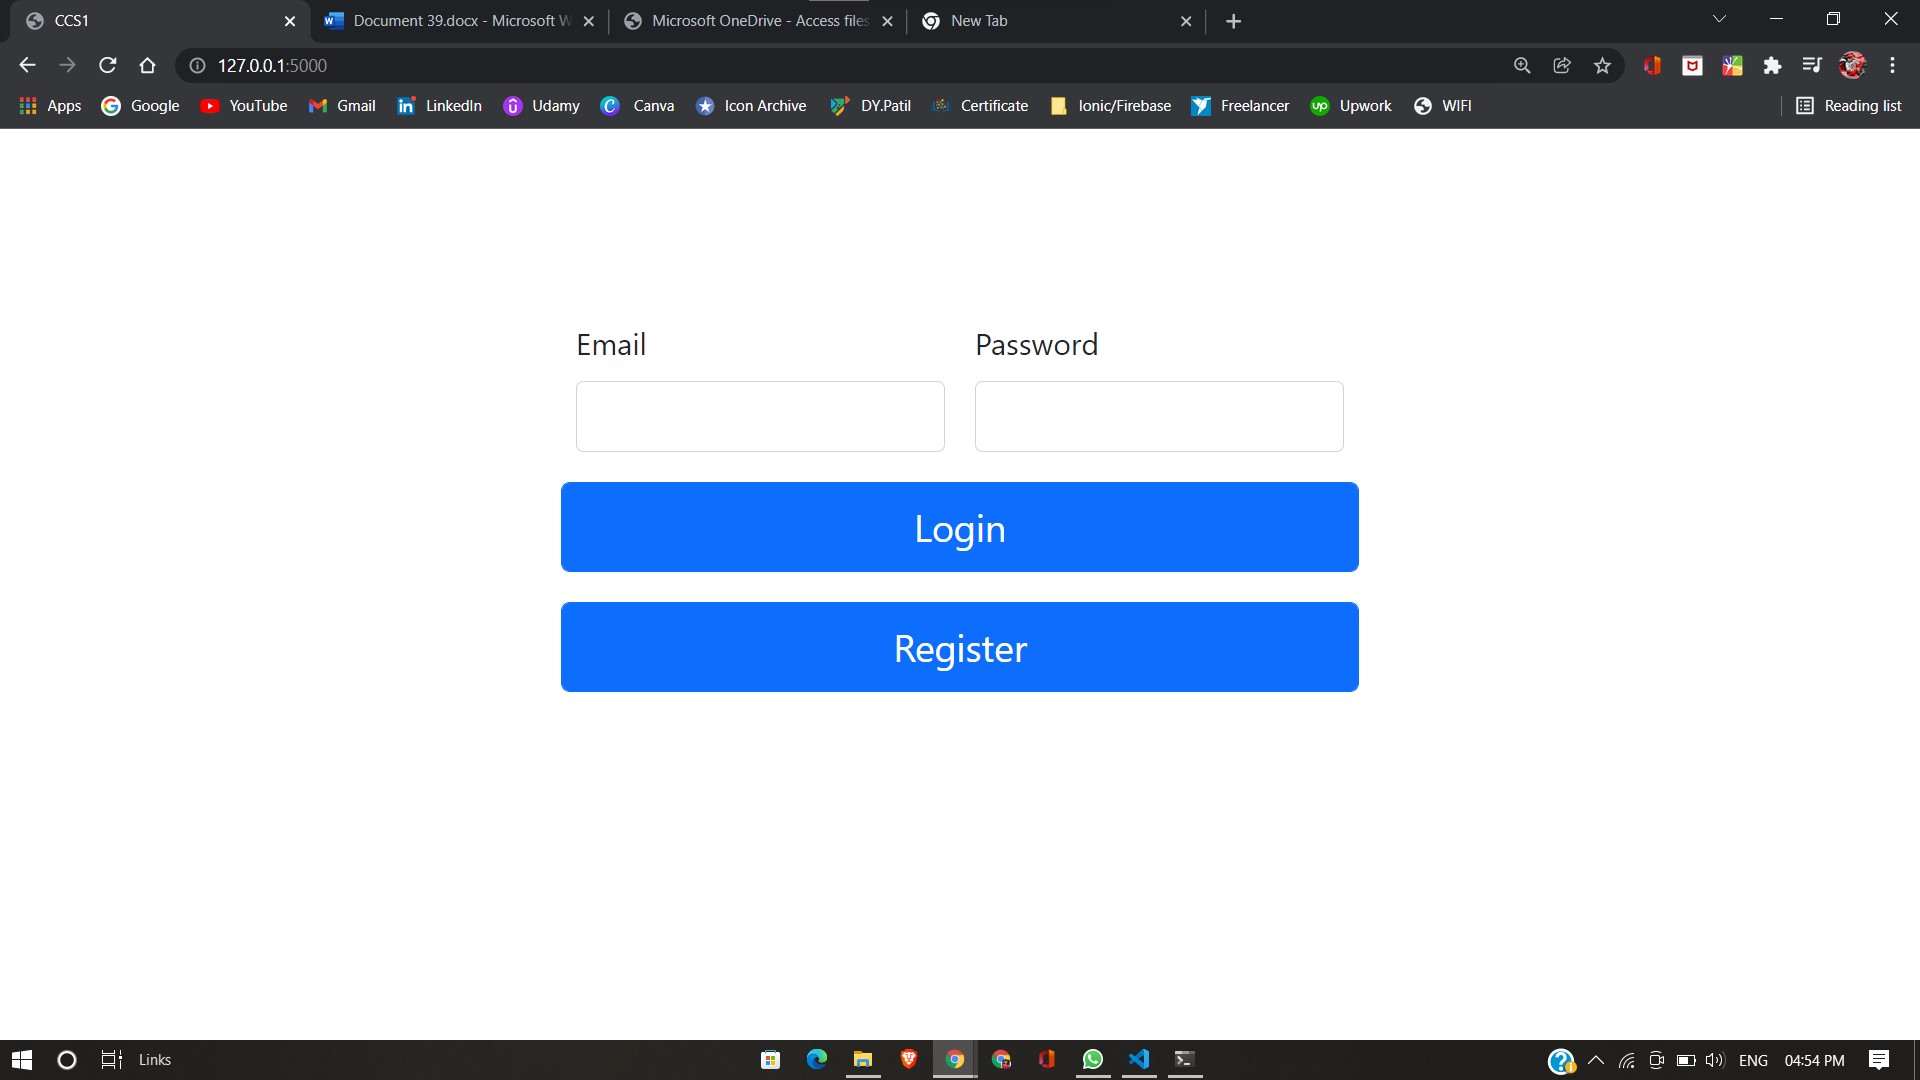 CCS1
Document 39.docx - Microsoft W
Microsoft OneDrive - Access files
New Tab
127.0.0.1:5000
Apps
Google
YouTube
Gmail
LinkedIn
Udamy
Canva
Icon Archive
DY.Patil
Certificate
Ionic/Firebase
Freelancer
Upwork
WIFI
Reading list
Email
Password
Login
Register
Links
ENG
04:54 PM